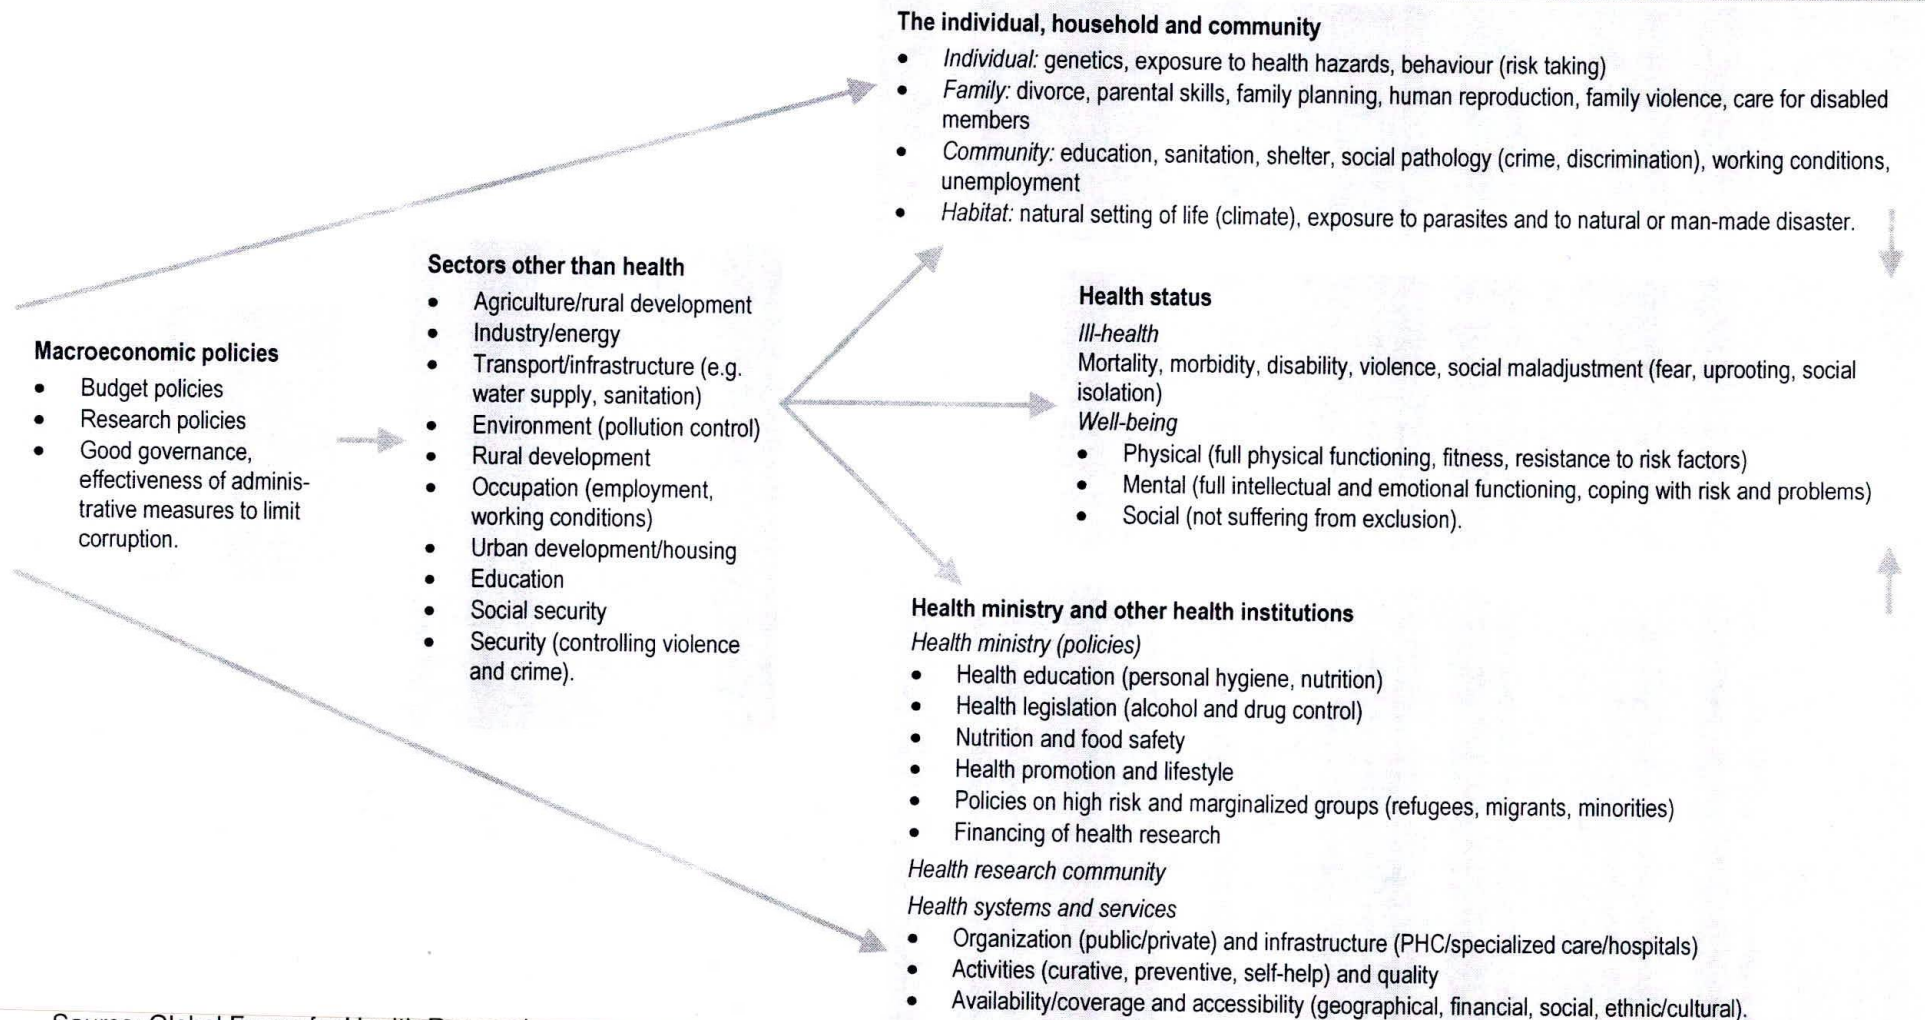 The individual, household and community
• Individual: genetics, exposure to health hazards, behaviour (risk taking)
• Family: divorce, parental skills, family planning, human reproduction, family violence, care for disabled
members
• Community: education, sanitation, shelter, social pathology (crime, discrimination), working conditions,
unemployment
• Habitat: natural setting of life (climate), exposure to parasites and to natural or man-made disaster.
Macroeconomic policies
• Budget policies
• Research policies
• Good governance,
effectiveness of adminis-
trative measures to limit
corruption.
Sectors other than health
• Agriculture/rural development
• Industry/energy
• Transport/infrastructure (e.g.
water supply, sanitation)
• Environment (pollution control)
• Rural development
• Occupation (employment,
working conditions)
• Urban development/housing
• Education
• Social security
• Security (controlling violence
and crime).
Health status
Ill-health
Mortality, morbidity, disability, violence, social maladjustment (fear, uprooting, social
isolation)
Well-being
• Physical (full physical functioning, fitness, resistance to risk factors)
• Mental (full intellectual and emotional functioning, coping with risk and problems)
• Social (not suffering from exclusion).
Health ministry and other health institutions
Health ministry (policies)
• Health education (personal hygiene, nutrition)
• Health legislation (alcohol and drug control)
• Nutrition and food safety
• Health promotion and lifestyle
• Policies on high risk and marginalized groups (refugees, migrants, minorities)
• Financing of health research
Health research community
Health systems and services
• Organization (public/private) and infrastructure (PHC/specialized care/hospitals)
• Activities (curative, preventive, self-help) and quality
• Availability/coverage and accessibility (geographical, financial, social, ethnic/cultural).